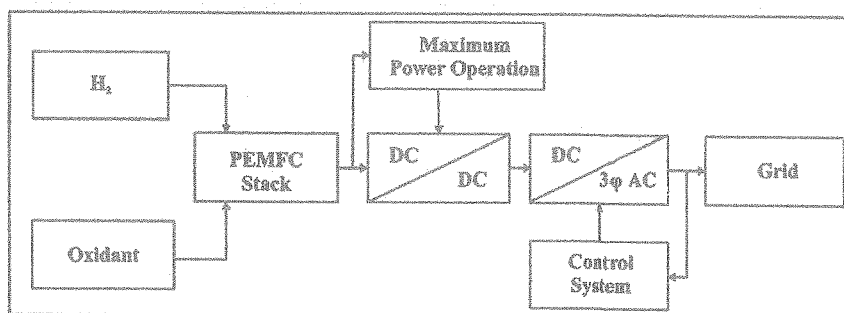 Maximum
Power Operation
H₂
PEMFC
Stack
DC
DC
DC
3φ AC
Grid
Oxidant
Control
System